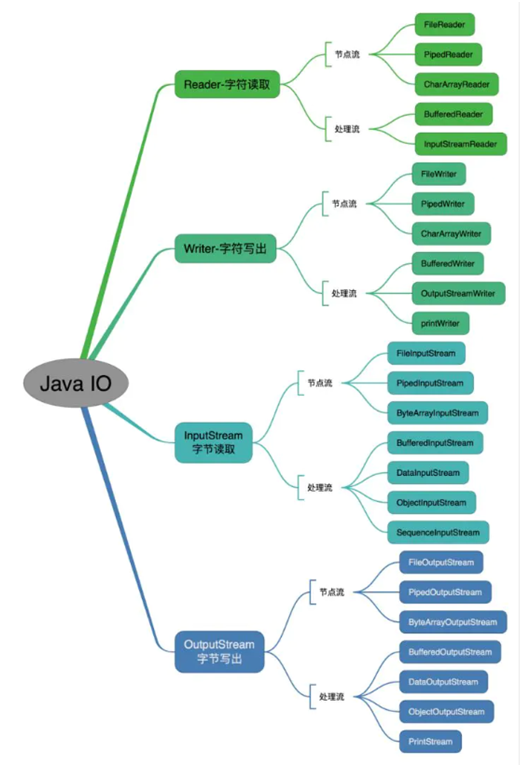 Java IO
Reader-字符读取
节点流
FileReader
PipedReader
CharArrayReader
处理流
BufferedReader
InputStreamReader
Writer-字符写出
节点流
FileWriter
PipedWriter
CharArrayWriter
处理流
BufferedWriter
OutputStreamWriter
printWriter
InputStream
字节读取
节点流
FileInputStream
PipedInputStream
ByteArrayInputStream
处理流
BufferedInputStream
DataInputStream
ObjectInputStream
SequenceInputStream
OutputStream
字节写出
节点流
FileOutputStream
PipedOutputStream
ByteArrayOutputStream
处理流
BufferedOutputStream
DataOutputStream
ObjectOutputStream
PrintStream